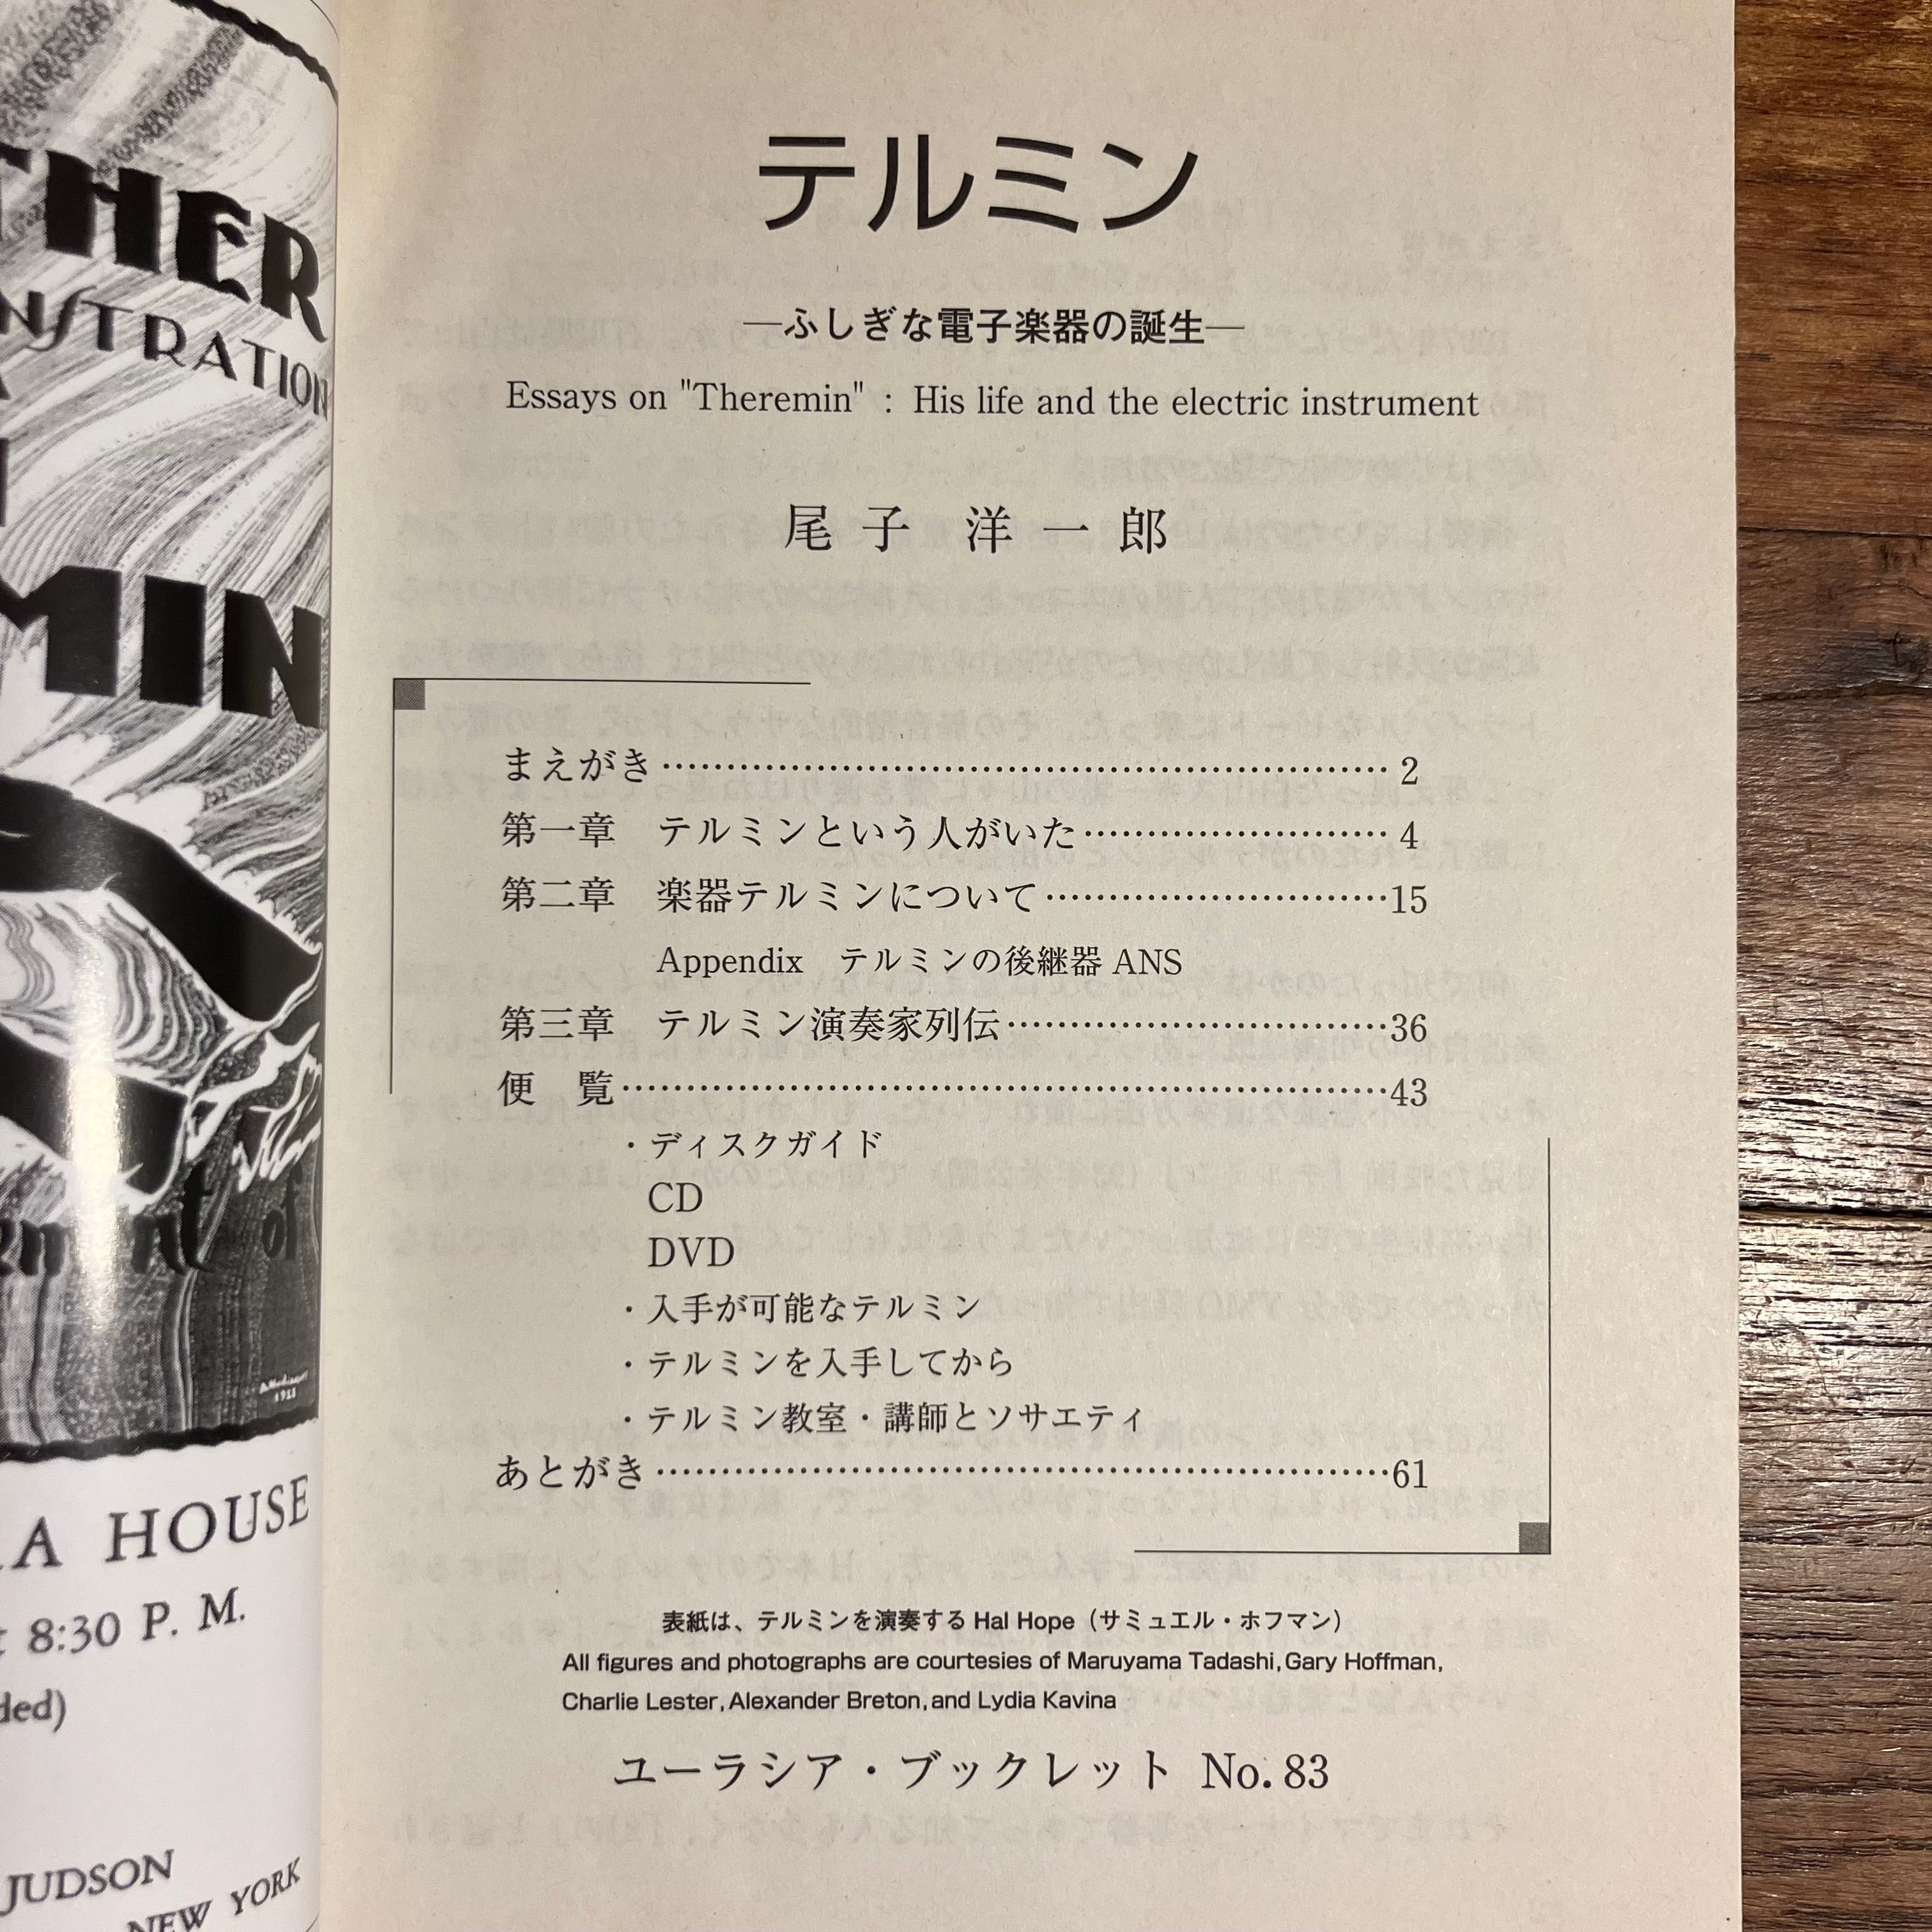 THER
NSTRATION
MIN
HOUSE
8:30 P. M.
JUDSON
NEW YORK
テルミン
―ふしぎな電子楽器の誕生―
Essays on "Theremin" : His life and the electric instrument
尾子 洋一郎
まえがき……………………………………………………2
第一章 テルミンという人がいた……………………4
第二章 楽器テルミンについて………………………15
Appendix テルミンの後継器 ANS
第三章 テルミン演奏家列伝…………………………36
便 覧……………………………………………………43
・ディスクガイド
CD
DVD
・入手が可能なテルミン
・テルミンを入手してから
・テルミン教室・講師とソサエティ
あとがき……………………………………………………61
表紙は、テルミンを演奏する Hal Hope（サミュエル・ホフマン）
All figures and photographs are courtesies of Maruyama Tadashi, Gary Hoffman,
Charlie Lester, Alexander Breton, and Lydia Kavina
ユーラシア・ブックレット No. 83